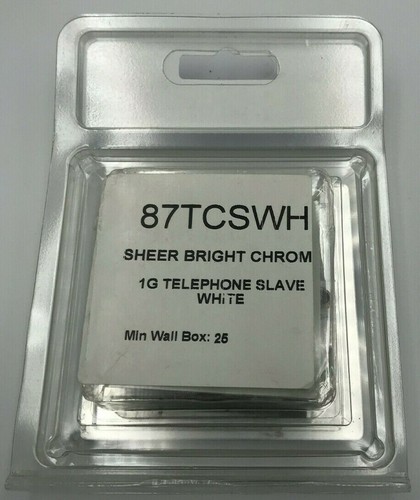 87TCSWH
SHEER BRIGHT CHROM
1G TELEPHONE SLAVE
WHITE
Min Wall Box: 25